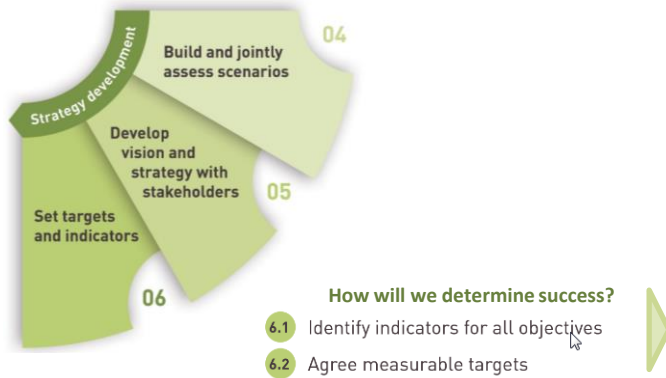 Strategy development
04
Build and jointly
assess scenarios
Develop
vision and
strategy with
stakeholders
05
Set targets
and indicators
06
How will we determine success?
6.1 Identify indicators for all objectives
6.2 Agree measurable targets